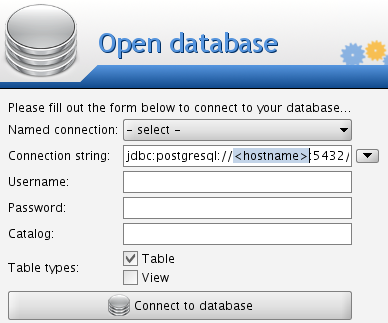 Open database
Please fill out the form below to connect to your database...
Named connection: - select -
Connection string: jdbc:postgresql://<hostname>:5432/
Username:
Password:
Catalog:
Table types: Table
View
Connect to database